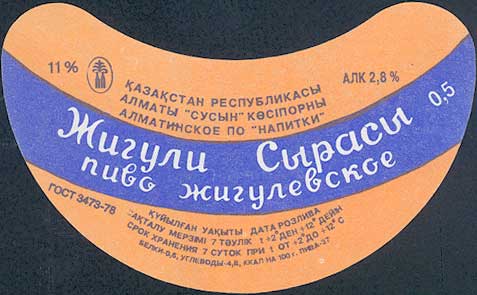 11 %
ҚАЗАҚСТАН РЕСПУБЛИКАСЫ
АЛМАТЫ "СУСЫН" КӘСІПОРНЫ
АЛМАТИНСКОЕ ПО "НАПИТКИ"
АЛК 2,8 %
Жигули Сырасы 0,5
пиво жигулевское
ГОСТ 3473-78
ҚҰЙЫЛҒАН УАҚЫТЫ ДАТА РОЗЛИВА
САҚТАЛУ МЕРЗІМІ 7 ТӘУЛІК t +2° ДЕН +12° ДЕЙІН
СРОК ХРАНЕНИЯ 7 СУТОК ПРИ t ОТ +2° ДО +12° С
БЕЛКИ-0,6, УГЛЕВОДЫ-4,8, ККАЛ НА 100 г. ПИВА-37